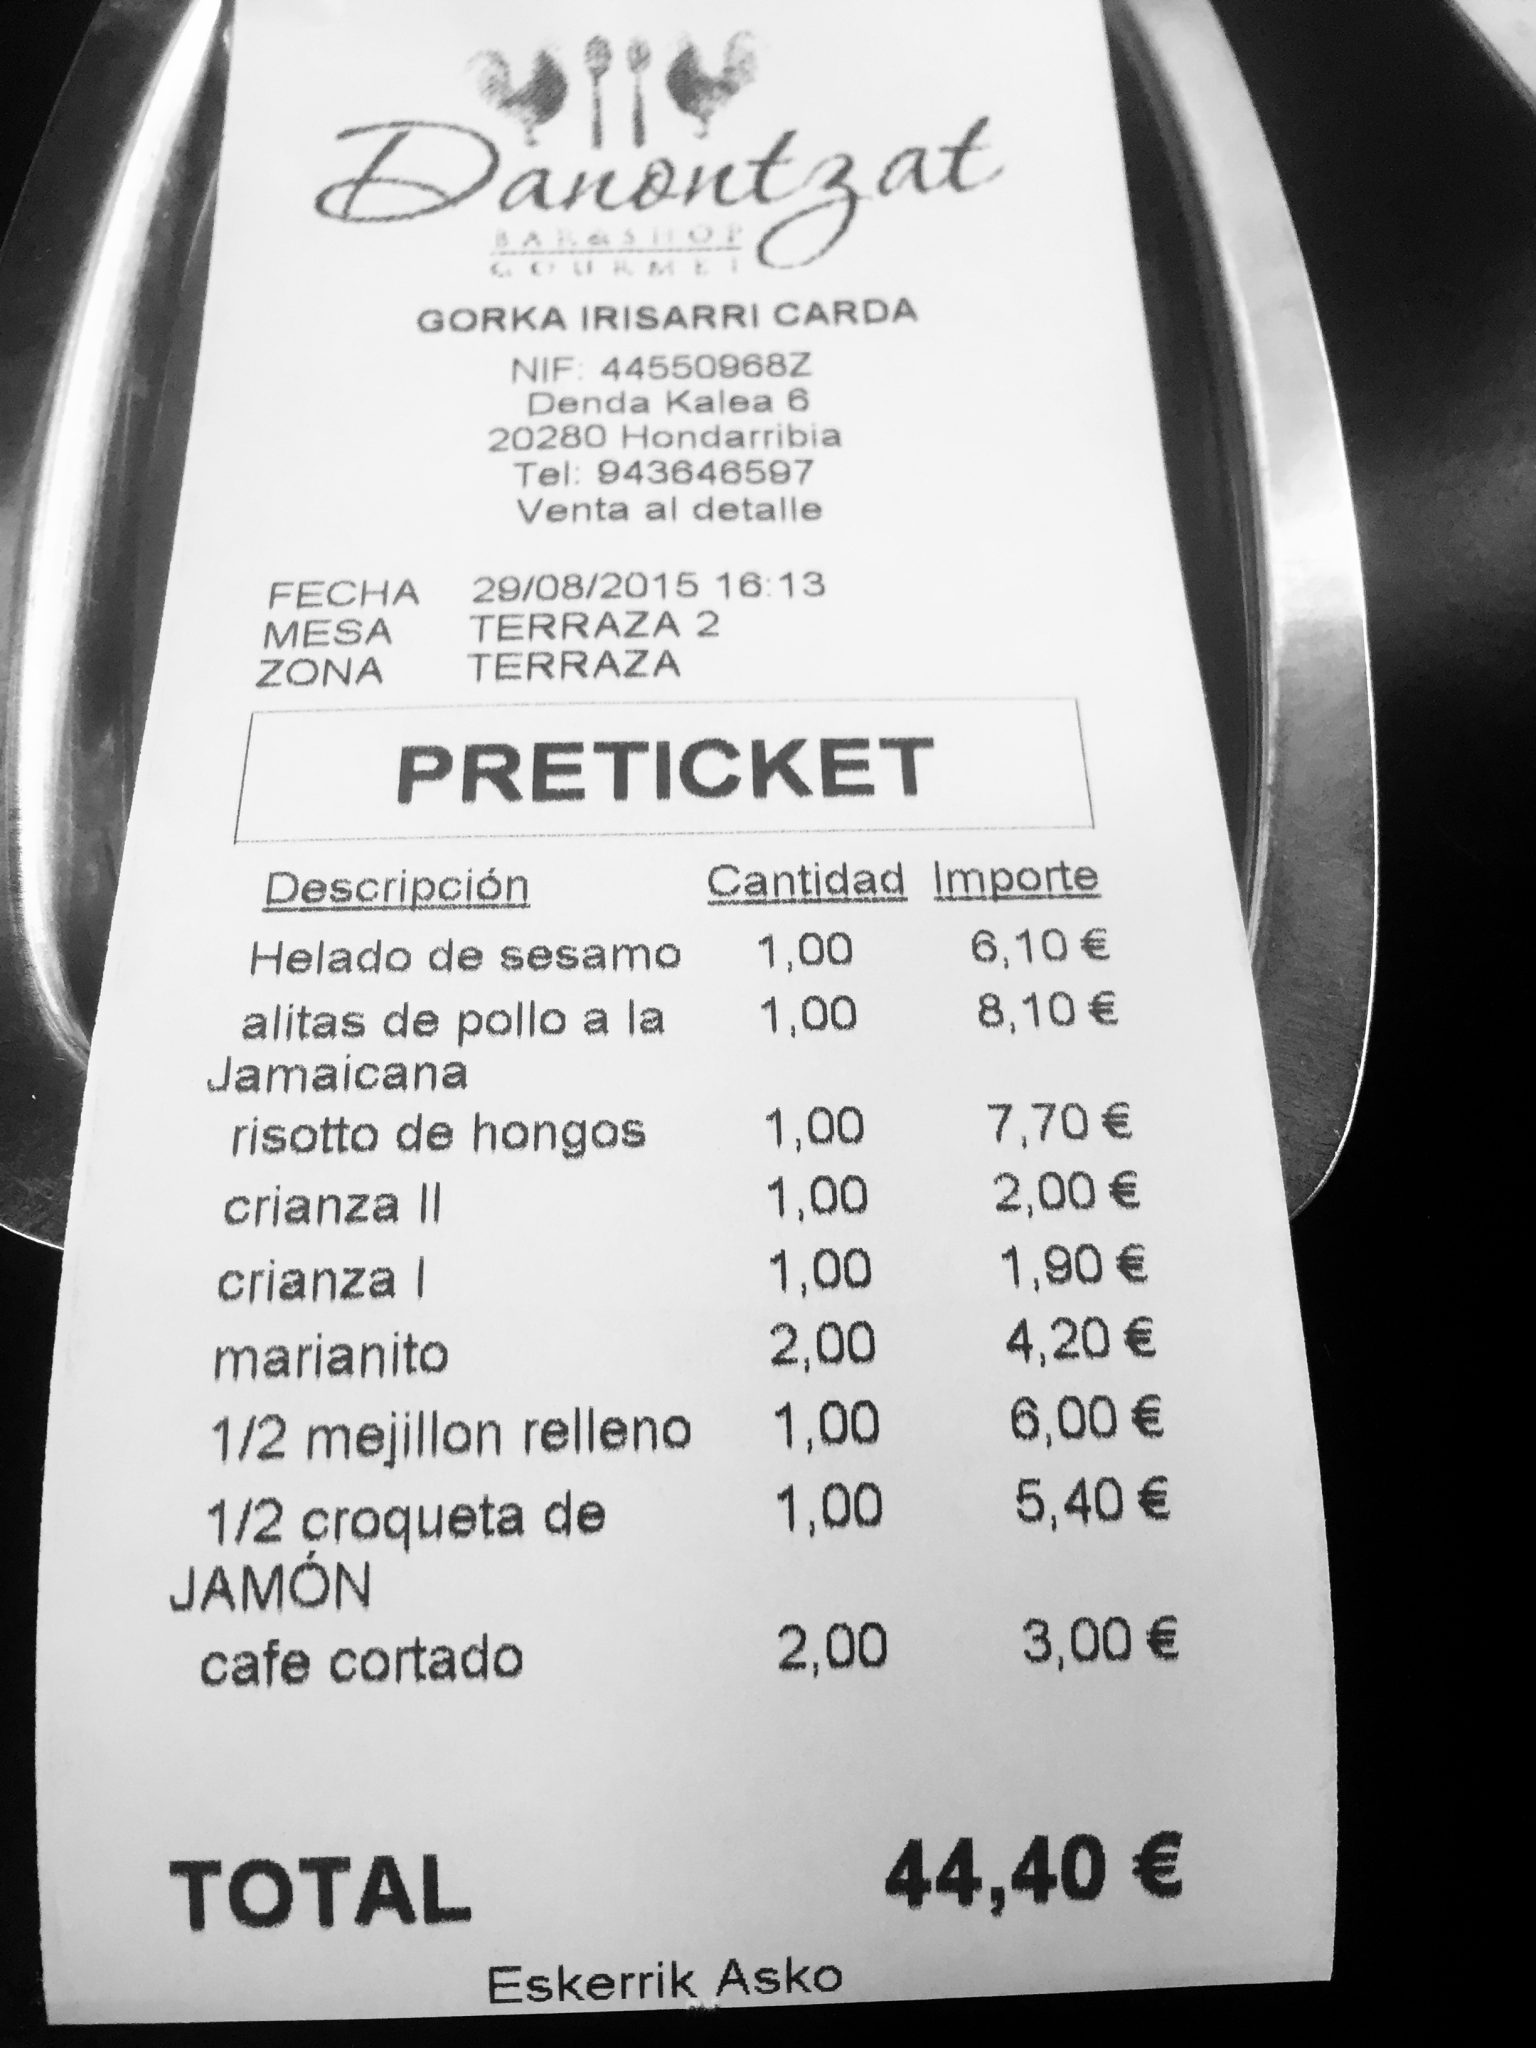 Danontzat
BAR & SHOP
GOURMET
GORKA IRISARRI CARDA
NIF: 44550968Z
Denda Kalea 6
20280 Hondarribia
Tel: 943646597
Venta al detalle
FECHA 29/08/2015 16:13
MESA TERRAZA 2
ZONA TERRAZA
PRETICKET
Descripción Cantidad Importe
Helado de sesamo 1,00 6,10 €
alitas de pollo a la 1,00 8,10 €
Jamaicana
risotto de hongos 1,00 7,70 €
crianza II 1,00 2,00 €
crianza I 1,00 1,90 €
marianito 2,00 4,20 €
1/2 mejillon relleno 1,00 6,00 €
1/2 croqueta de 1,00 5,40 €
JAMÓN
cafe cortado 2,00 3,00 €
TOTAL 44,40 €
Eskerrik Asko